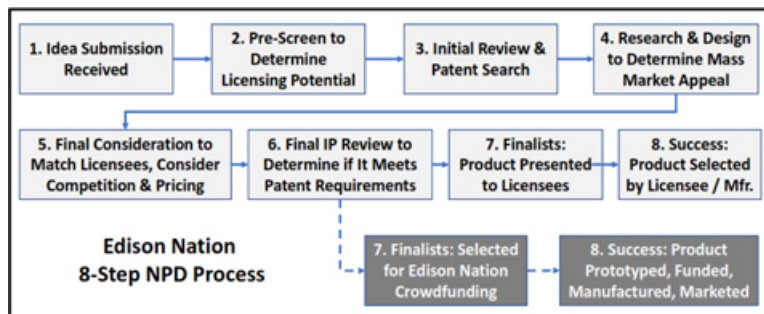 1. Idea Submission
Received
2. Pre-Screen to
Determine
Licensing Potential
3. Initial Review &
Patent Search
4. Research & Design
to Determine Mass
Market Appeal
5. Final Consideration to
Match Licensees, Consider
Competition & Pricing
6. Final IP Review to
Determine if It Meets
Patent Requirements
7. Finalists:
Product Presented
to Licensees
8. Success:
Product Selected
by Licensee / Mfr.
Edison Nation
8-Step NPD Process
7. Finalists: Selected
for Edison Nation
Crowdfunding
8. Success: Product
Prototyped, Funded,
Manufactured, Marketed